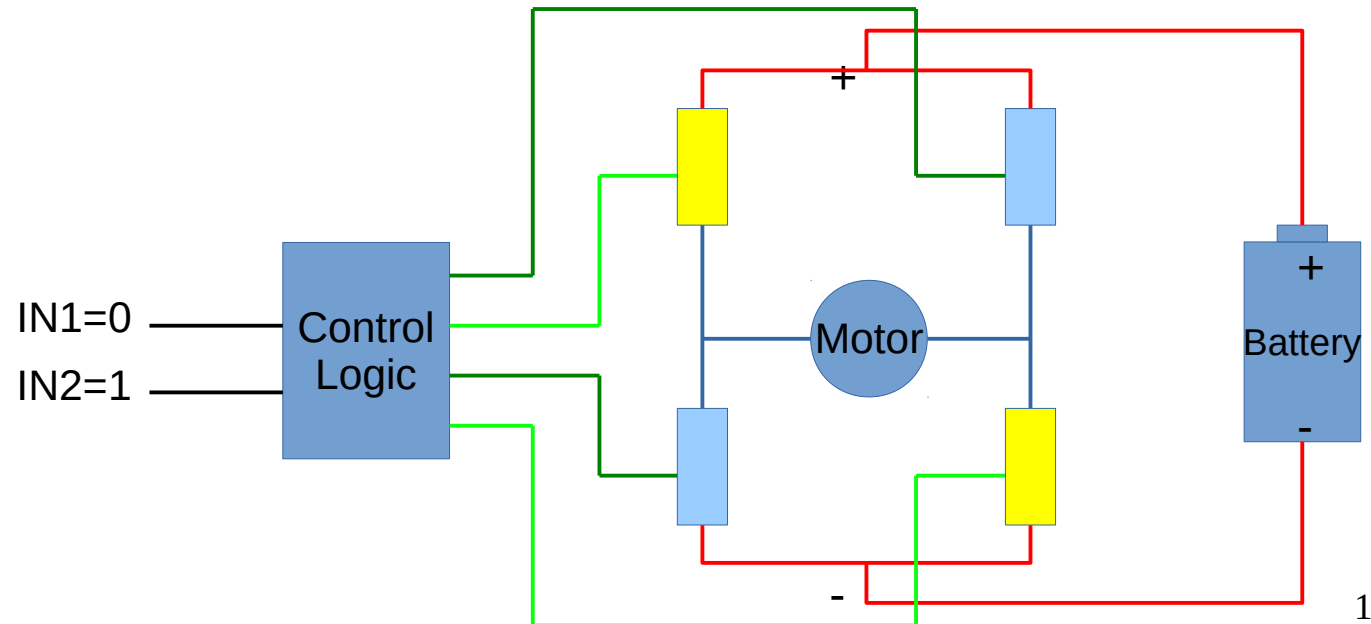 +
+
IN1=0
Control
Logic
Motor
Battery
IN2=1
-
-
1